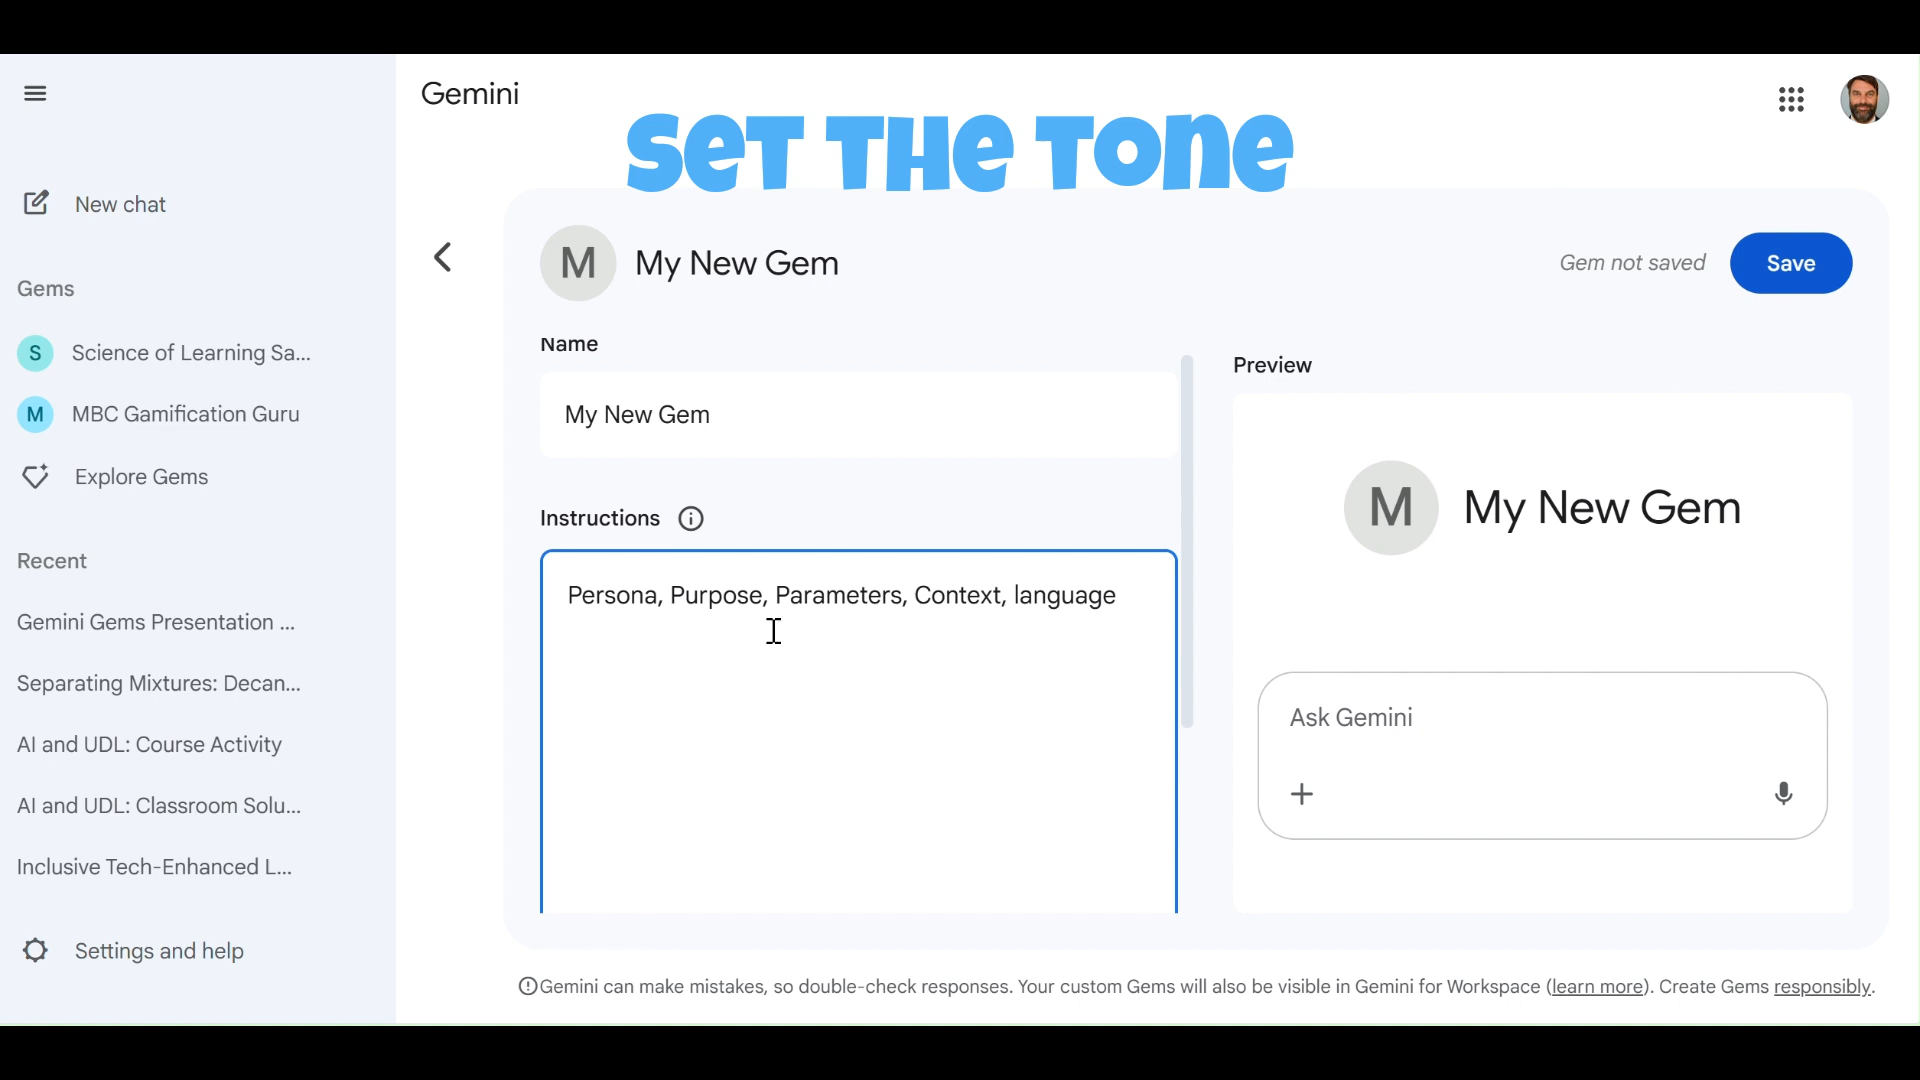 Gemini
SET THE TONE
New chat
Gems
S Science of Learning Sa...
M MBC Gamification Guru
Explore Gems
Recent
Gemini Gems Presentation ...
Separating Mixtures: Decan...
AI and UDL: Course Activity
AI and UDL: Classroom Solu...
Inclusive Tech-Enhanced L...
Settings and help
M My New Gem
Gem not saved
Save
Name
My New Gem
Instructions
Persona, Purpose, Parameters, Context, language
Preview
M My New Gem
Ask Gemini
Gemini can make mistakes, so double-check responses. Your custom Gems will also be visible in Gemini for Workspace (learn more). Create Gems responsibly.